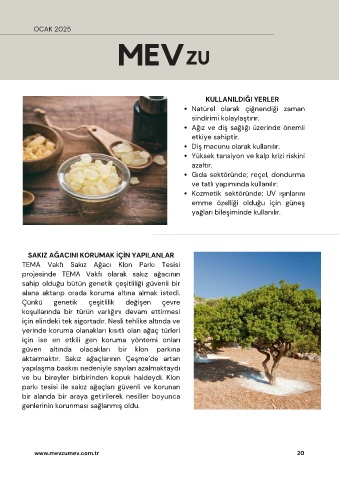 OCAK 2025
MEVZU
KULLANILDIĞI YERLER
• Natürel olarak çiğnendiği zaman
sindirimi kolaylaştırır.
• Ağız ve diş sağlığı üzerinde önemli
etkiye sahiptir.
• Diş macunu olarak kullanılır.
• Yüksek tansiyon ve kalp krizi riskini
azaltır.
• Gıda sektöründe; reçel, dondurma
ve tatlı yapımında kullanılır.
• Kozmetik sektöründe; UV ışınlarını
emme özelliği olduğu için güneş
yağları bileşiminde kullanılır.
SAKIZ AĞACINI KORUMAK İÇİN YAPILANLAR
TEMA Vakfı Sakız Ağacı Klon Parkı Tesisi
projesinde TEMA Vakfı olarak sakız ağacının
sahip olduğu bütün genetik çeşitliliği güvenli bir
alana aktarıp orada koruma altına almak istedi.
Çünkü genetik çeşitlilik değişen çevre
koşullarında bir türün varlığını devam ettirmesi
için elindeki tek sigortadır. Nesli tehlike altında ve
yerinde koruma olanakları kısıtlı olan ağaç türleri
için ise en etkili gen koruma yöntemi onları
güven altında olacakları bir klon parkına
aktarmaktır. Sakız ağaçlarının Çeşme'de artan
yapılaşma baskısı nedeniyle sayıları azalmaktaydı
ve bu bireyler birbirinden kopuk haldeydi. Klon
parkı tesisi ile sakız ağaçları güvenli ve korunan
bir alanda bir araya getirilerek nesiller boyunca
genlerinin korunması sağlanmış oldu.
www.mevzumev.com.tr
20